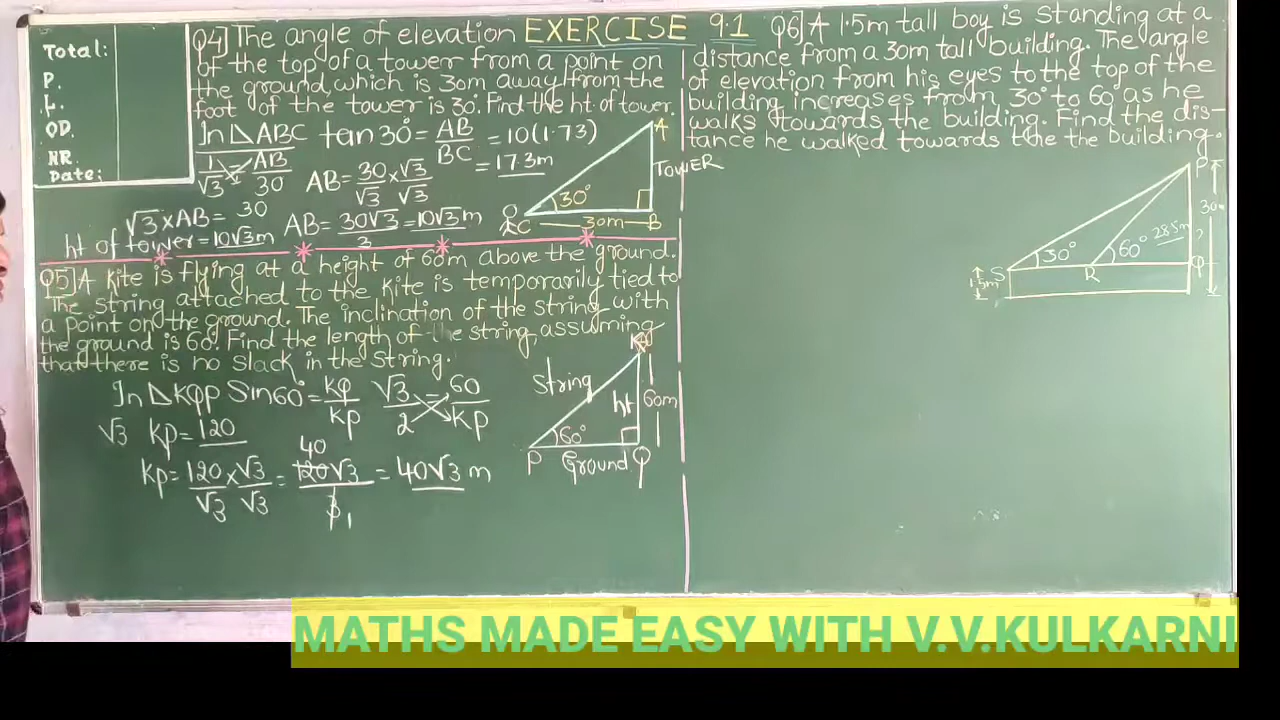 Total:
P.
L.
OD.
NR.
Date:
EXERCISE 9.1
Q4] The angle of elevation
of the top of a tower from a point on
the ground, which is 30m away from the
foot of the tower is 30°. Find the ht. of tower.
In △ABC tan 30° = AB/BC = 10(1.73)
= 17.3m
1/√3 = AB/30 AB = 30/√3 × √3/√3
√3 × AB = 30 AB = 30√3/3 = 10√3 m
ht of tower = 10√3m
A
TOWER
30°
C 30m B
Q5] A kite is flying at a height of 60m above the ground.
The string attached to the kite is temporarily tied to
a point on the ground. The inclination of the string with
the ground is 60°. Find the length of the string, assuming
that there is no slack in the string.
In △KQP Sin60° = KQ/KP √3/2 = 60/KP
√3 KP = 120
40
KP = 120/√3 × √3/√3 = 120√3/3 1 = 40√3 m
K
String
ht 60m
60°
P Ground Q
Q6] A 1.5m tall boy is standing at a
distance from a 30m tall building. The angle
of elevation from his eyes to the top of the
building increases from 30° to 60° as he
walks towards the building. Find the dis-
tance he walked towards the the building.
P
30
28.5m
30° 60°
S R Q
1.5m
MATHS MADE EASY WITH V.V.KULKARNI